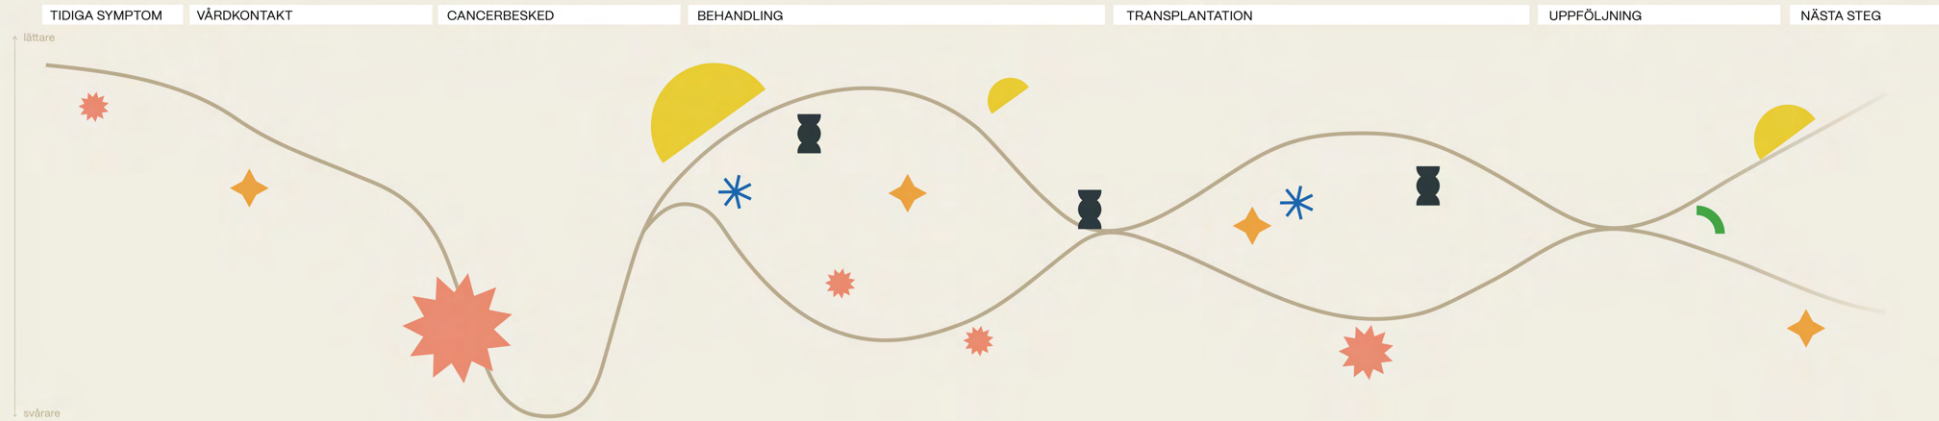 TIDIGA SYMPTOM
VÅRDKONTAKT
CANCERBESKED
BEHANDLING
TRANSPLANTATION
UPPFÖLJNING
NÄSTA STEG
lättare
svårare